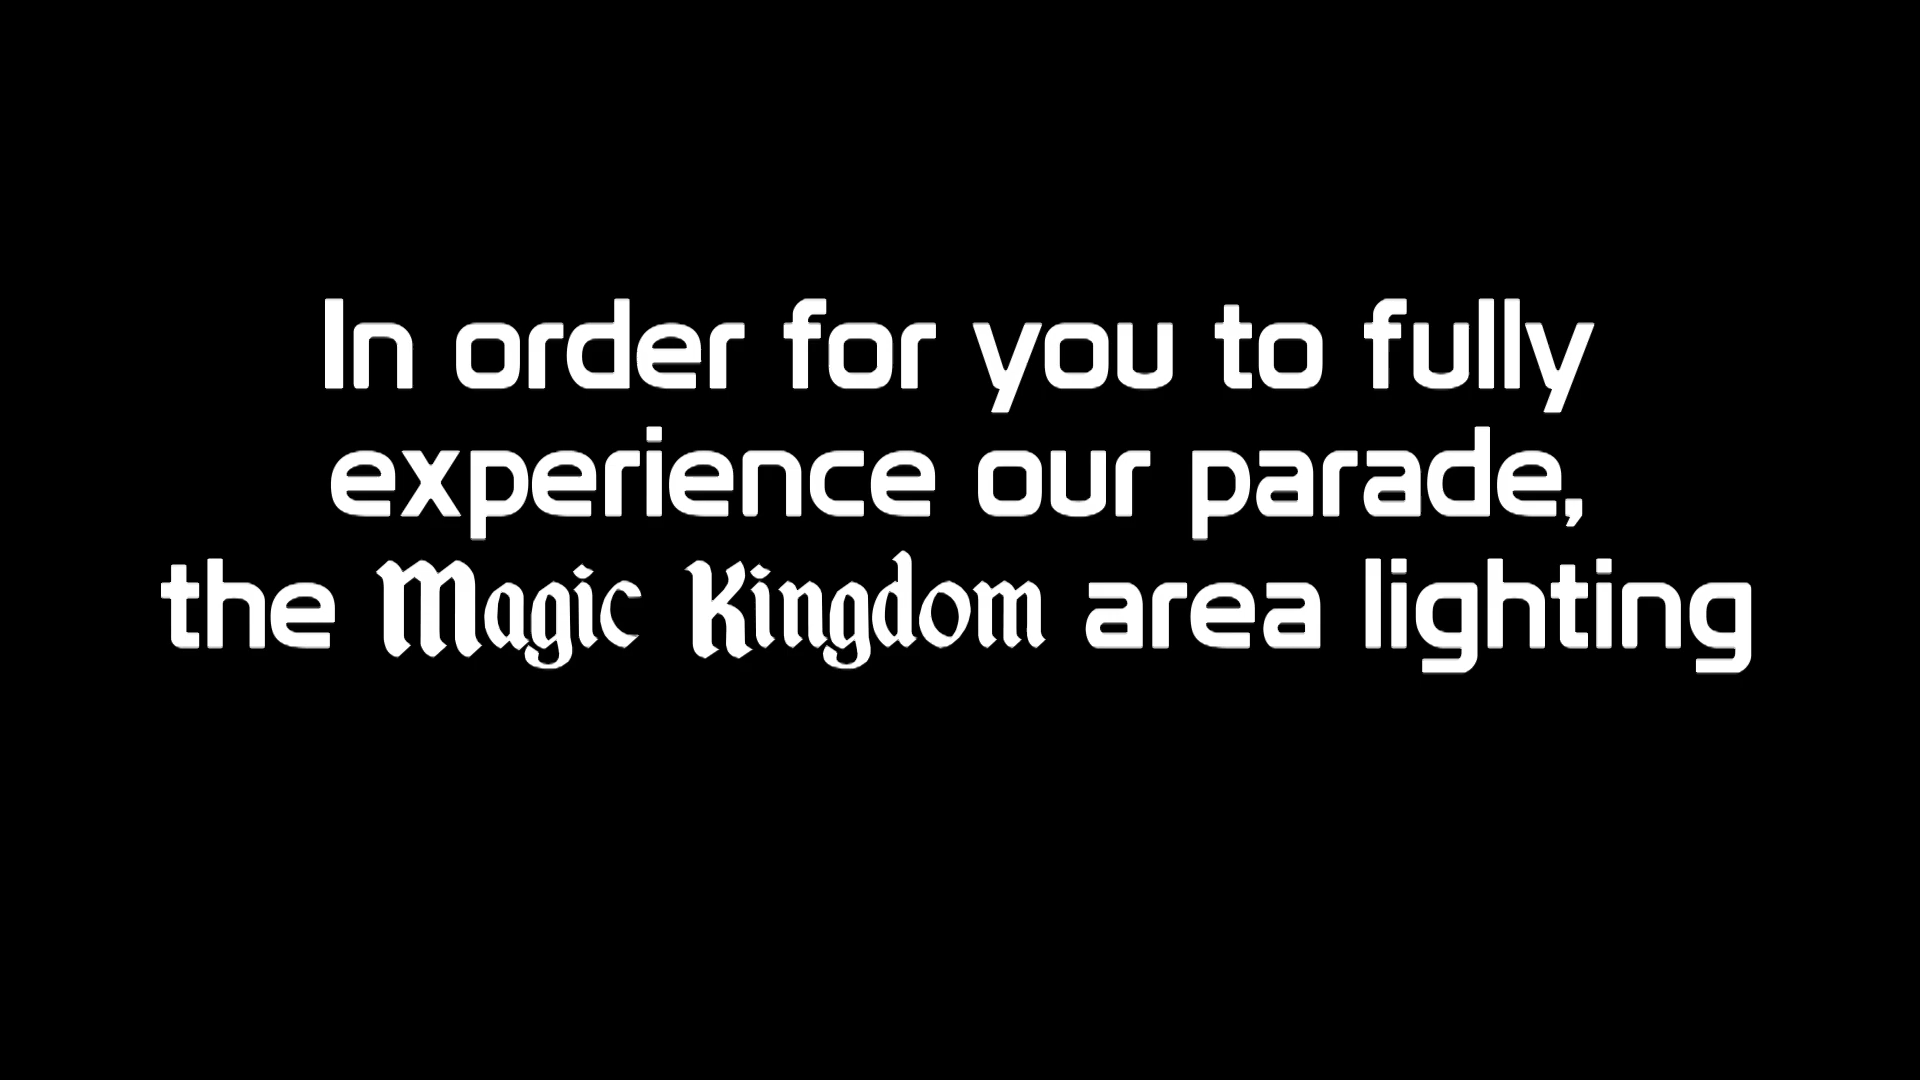 In order for you to fully
experience our parade,
the Magic Kingdom area lighting